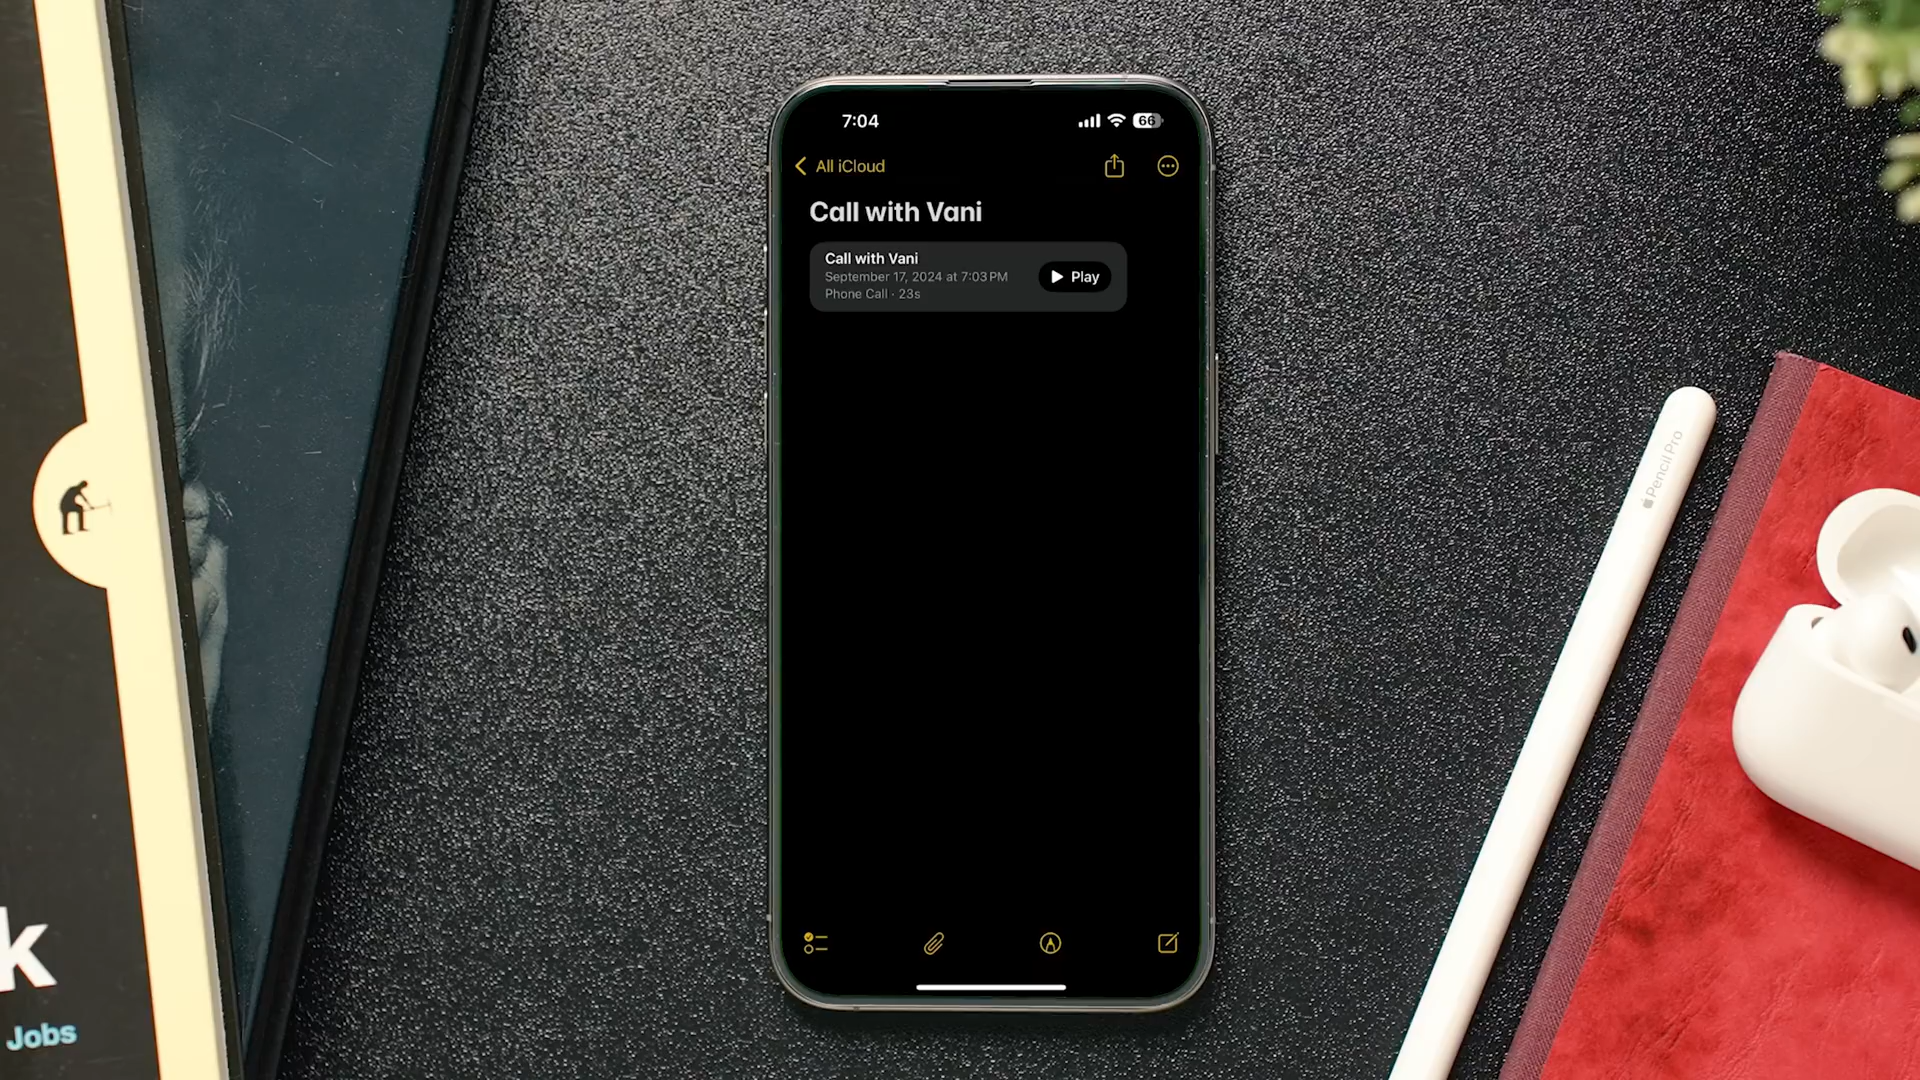 7:04
66
All iCloud
Call with Vani
Call with Vani
September 17, 2024 at 7:03 PM
Phone Call · 23s
Play
Pencil Pro
k
Jobs